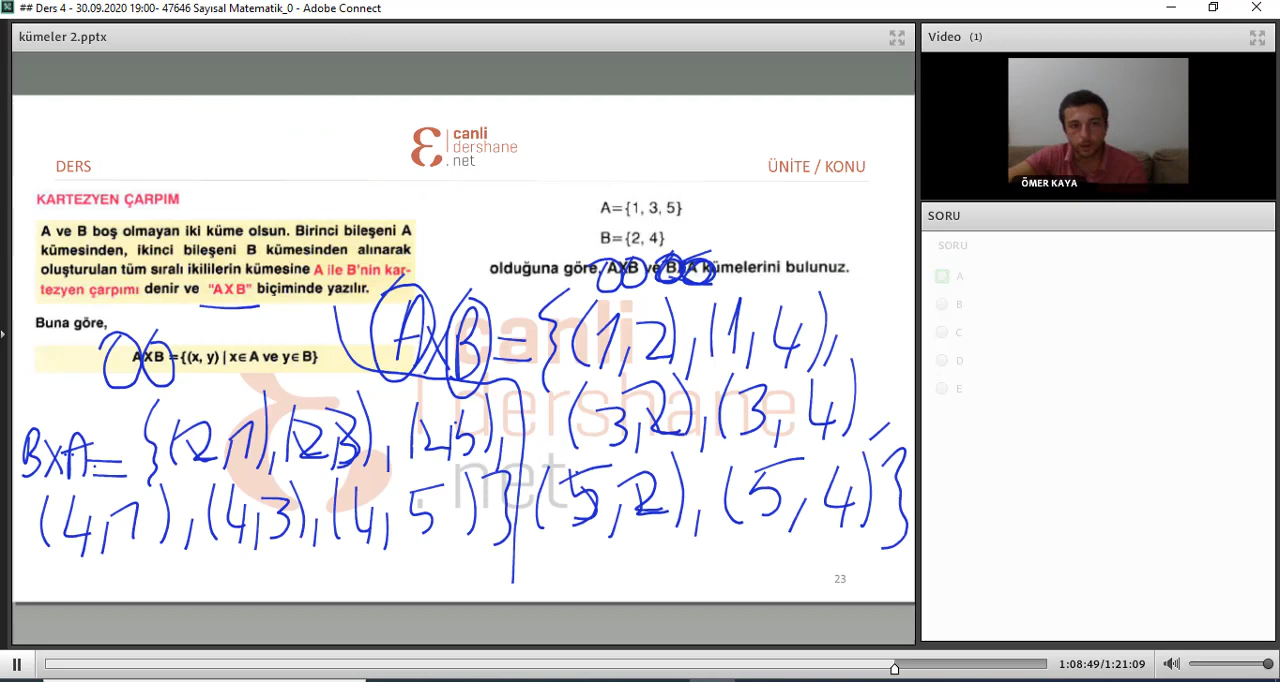 ## Ders 4 - 30.09.2020 19:00- 47646 Sayısal Matematik_0 - Adobe Connect
kümeler 2.pptx
Video (1)
ÖMER KAYA
SORU
SORU
A
B
C
D
E
canli
dershane
.net
DERS
ÜNİTE / KONU
KARTEZYEN ÇARPIM
A ve B boş olmayan iki küme olsun. Birinci bileşeni A
kümesinden, ikinci bileşeni B kümesinden alınarak
oluşturulan tüm sıralı ikililerin kümesine A ile B'nin kar-
tezyen çarpımı denir ve "AXB" biçiminde yazılır.
Buna göre,
AXB ={(x, y) | x∈A ve y∈B}
A={1, 3, 5}
B={2, 4}
olduğuna göre, AXB ve BXA kümelerini bulunuz.
AXB = {(1,2),(1,4),
(3,2),(3,4),
(5,2),(5,4)}
BXA = {(2,1),(2,3),(2,5),
(4,1),(4,3),(4,5)}
canli
dershane
.net
23
1:08:49/1:21:09